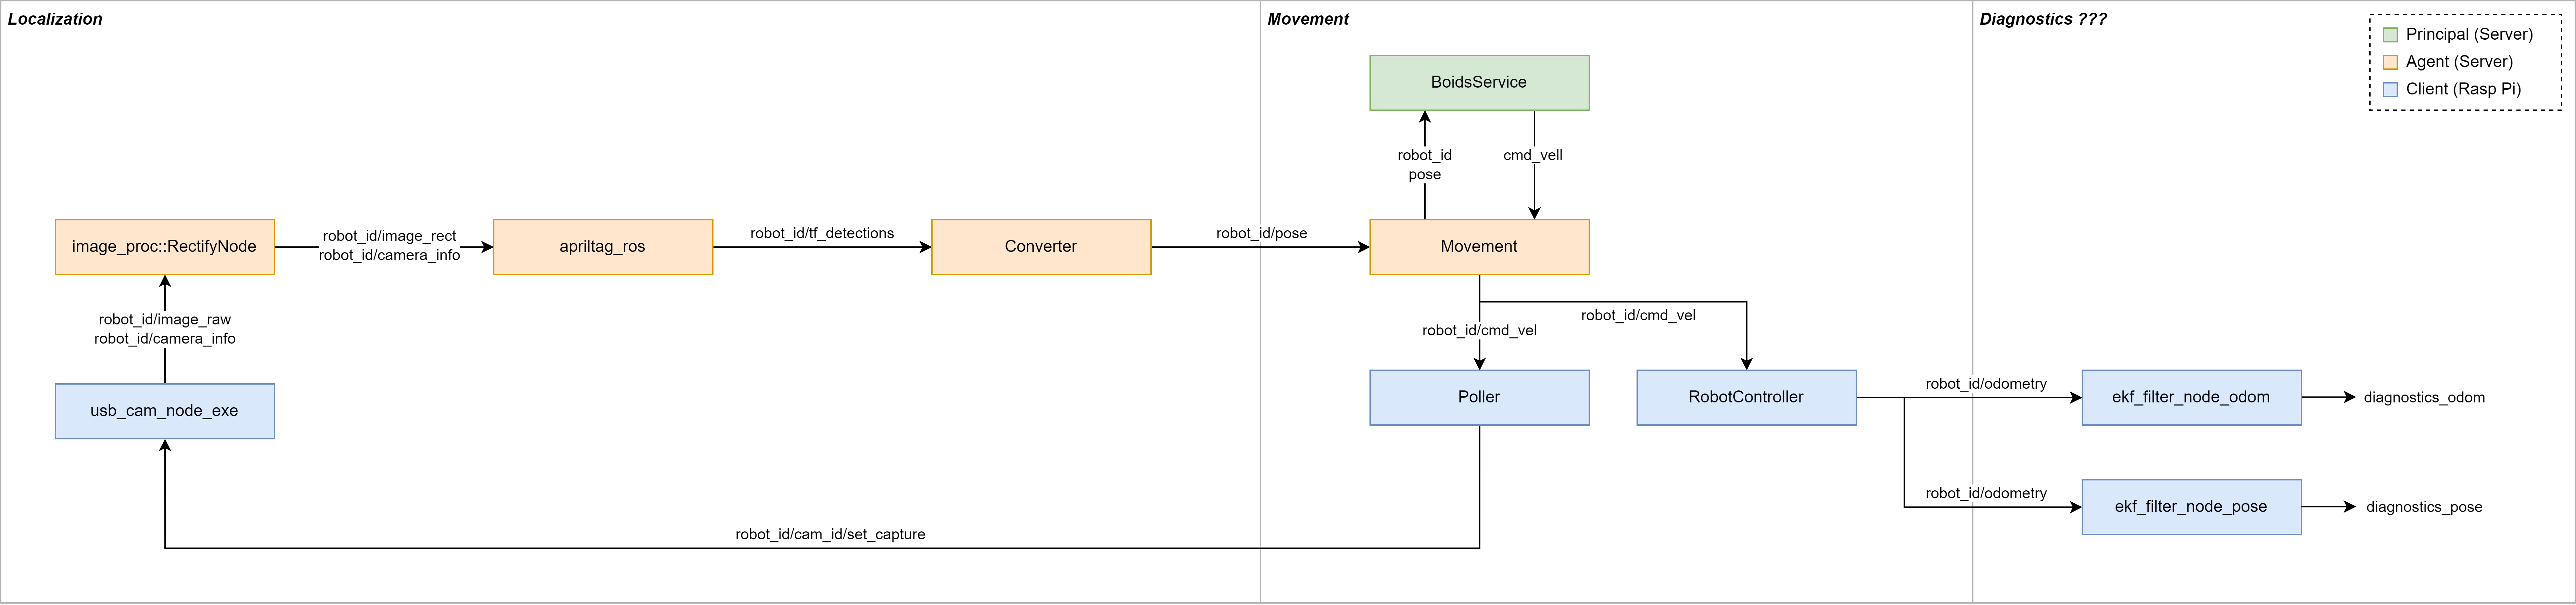 Localization
Movement
Diagnostics ???
Principal (Server)
Agent (Server)
Client (Rasp Pi)
BoidsService
robot_id
pose
cmd_vell
image_proc::RectifyNode
robot_id/image_rect
robot_id/camera_info
apriltag_ros
robot_id/tf_detections
Converter
robot_id/pose
Movement
robot_id/image_raw
robot_id/camera_info
robot_id/cmd_vel
robot_id/cmd_vel
usb_cam_node_exe
Poller
RobotController
robot_id/odometry
ekf_filter_node_odom
diagnostics_odom
robot_id/odometry
ekf_filter_node_pose
diagnostics_pose
robot_id/cam_id/set_capture